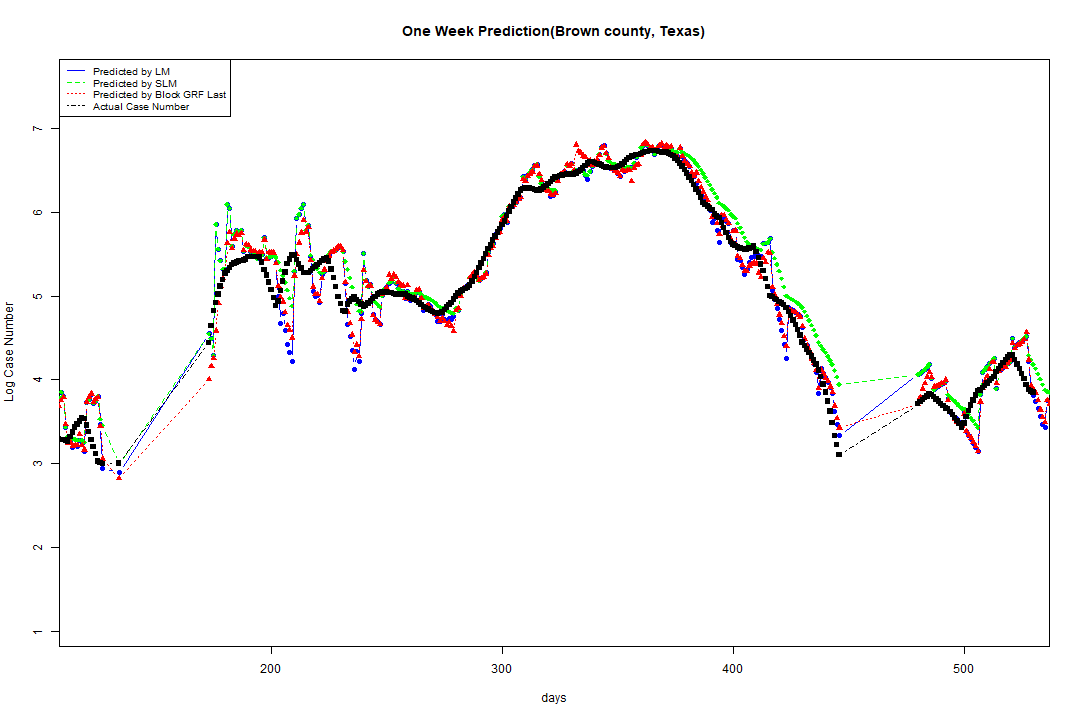 One Week Prediction(Brown county, Texas)
Predicted by LM
Predicted by SLM
Predicted by Block GRF Last
Actual Case Number
Log Case Number
7
6
5
4
3
2
1
200 300 400 500
days